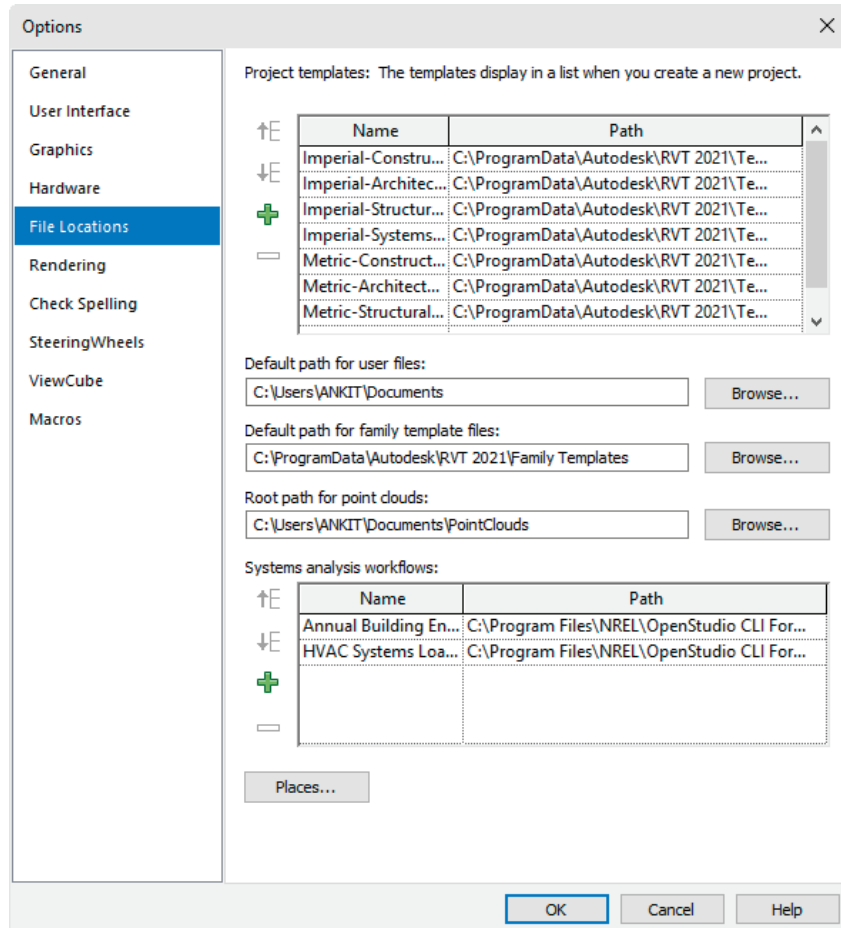 Options
General
User Interface
Graphics
Hardware
File Locations
Rendering
Check Spelling
SteeringWheels
ViewCube
Macros
Project templates: The templates display in a list when you create a new project.
Name Path
Imperial-Constru... C:\ProgramData\Autodesk\RVT 2021\Te...
Imperial-Architec... C:\ProgramData\Autodesk\RVT 2021\Te...
Imperial-Structur... C:\ProgramData\Autodesk\RVT 2021\Te...
Imperial-Systems... C:\ProgramData\Autodesk\RVT 2021\Te...
Metric-Construct... C:\ProgramData\Autodesk\RVT 2021\Te...
Metric-Architect... C:\ProgramData\Autodesk\RVT 2021\Te...
Metric-Structural... C:\ProgramData\Autodesk\RVT 2021\Te...
Default path for user files:
C:\Users\ANKIT\Documents Browse...
Default path for family template files:
C:\ProgramData\Autodesk\RVT 2021\Family Templates Browse...
Root path for point clouds:
C:\Users\ANKIT\Documents\PointClouds Browse...
Systems analysis workflows:
Name Path
Annual Building En... C:\Program Files\NREL\OpenStudio CLI For...
HVAC Systems Loa... C:\Program Files\NREL\OpenStudio CLI For...
Places...
OK Cancel Help